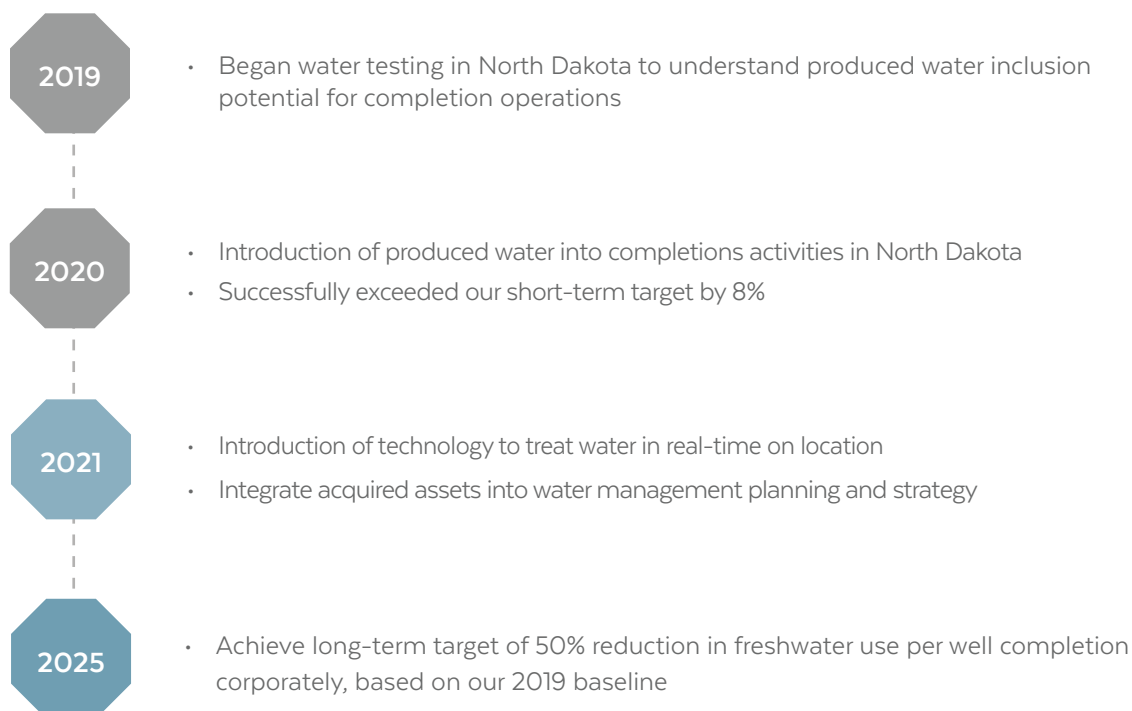 2019
• Began water testing in North Dakota to understand produced water inclusion
potential for completion operations
2020
• Introduction of produced water into completions activities in North Dakota
• Successfully exceeded our short-term target by 8%
2021
• Introduction of technology to treat water in real-time on location
• Integrate acquired assets into water management planning and strategy
2025
• Achieve long-term target of 50% reduction in freshwater use per well completion
corporately, based on our 2019 baseline